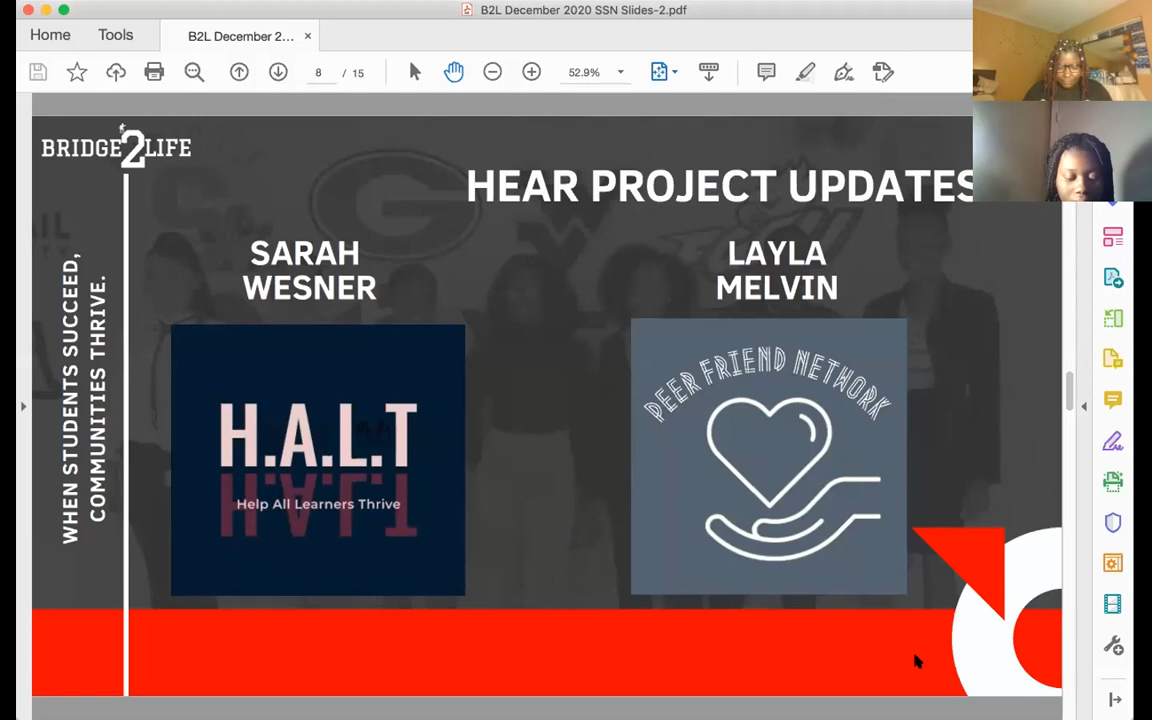 B2L December 2020 SSN Slides-2.pdf
Home
Tools
B2L December 2...
8 / 15
52.9%
BRIDGE2LIFE
HEAR PROJECT UPDATES
WHEN STUDENTS SUCCEED,
COMMUNITIES THRIVE.
SARAH
WESNER
H.A.L.T
Help All Learners Thrive
LAYLA
MELVIN
PEER FRIEND NETWORK